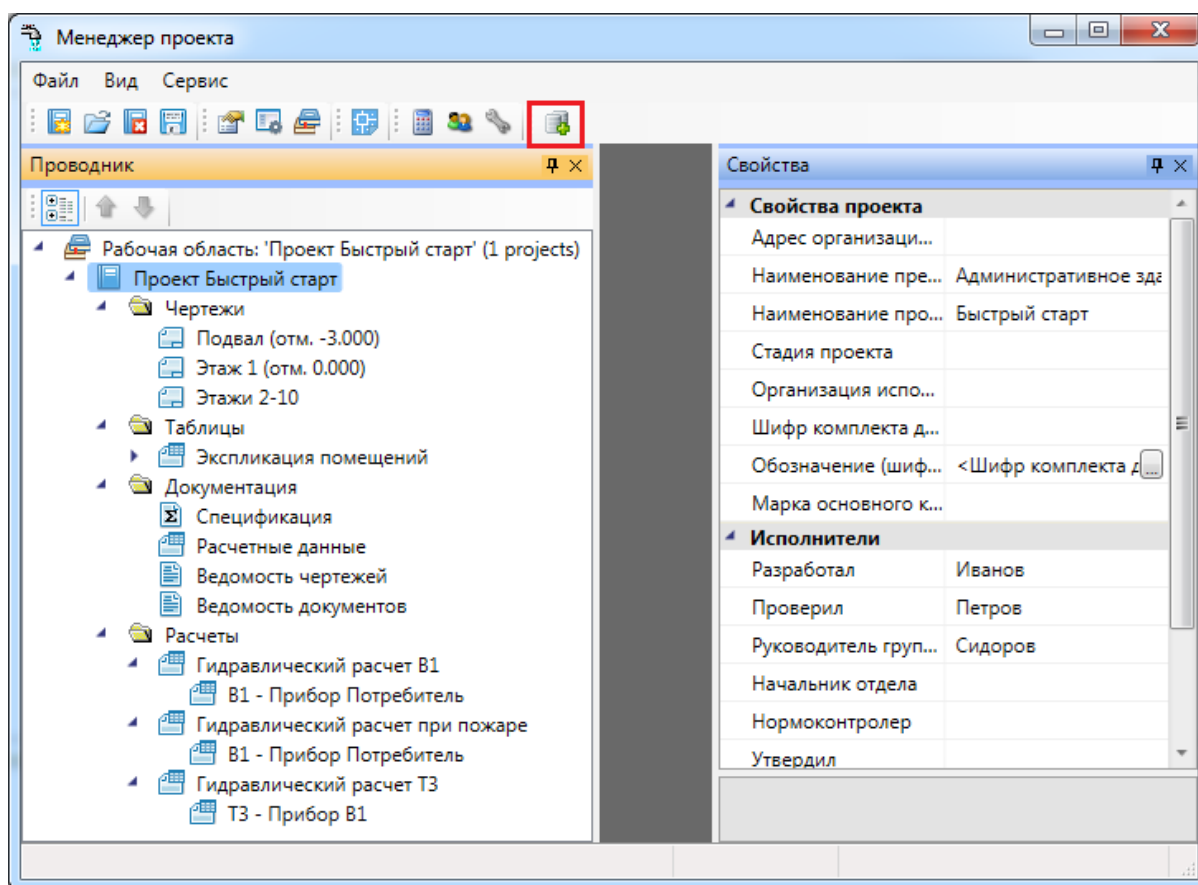 Менеджер проекта
Файл Вид Сервис
Проводник
Рабочая область: 'Проект Быстрый старт' (1 projects)
Проект Быстрый старт
Чертежи
Подвал (отм. -3.000)
Этаж 1 (отм. 0.000)
Этажи 2-10
Таблицы
Экспликация помещений
Документация
Спецификация
Расчетные данные
Ведомость чертежей
Ведомость документов
Расчеты
Гидравлический расчет В1
В1 - Прибор Потребитель
Гидравлический расчет при пожаре
В1 - Прибор Потребитель
Гидравлический расчет Т3
Т3 - Прибор В1
Свойства
Свойства проекта
Адрес организаци...
Наименование пре... Административное зда
Наименование про... Быстрый старт
Стадия проекта
Организация испо...
Шифр комплекта д...
Обозначение (шиф... <Шифр комплекта д ...
Марка основного к...
Исполнители
Разработал Иванов
Проверил Петров
Руководитель груп... Сидоров
Начальник отдела
Нормоконтролер
Утвердил